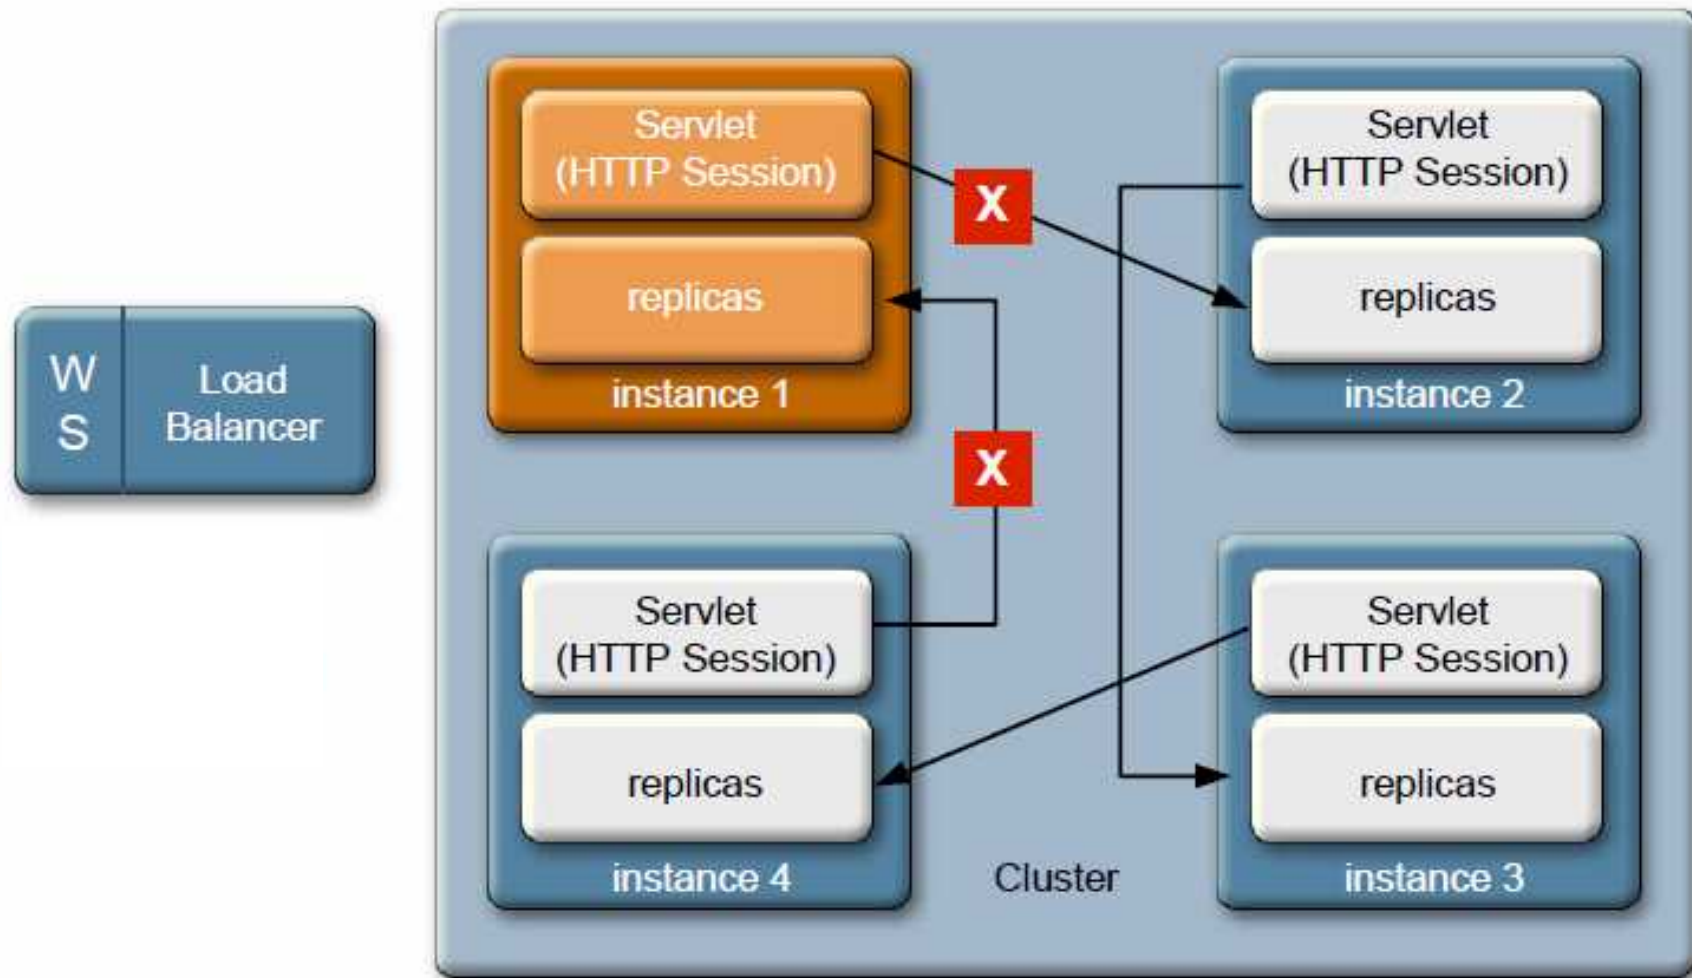 W
S
Load
Balancer
Servlet
(HTTP Session)
replicas
instance 1
X
Servlet
(HTTP Session)
replicas
instance 2
X
Servlet
(HTTP Session)
replicas
instance 4
Cluster
Servlet
(HTTP Session)
replicas
instance 3